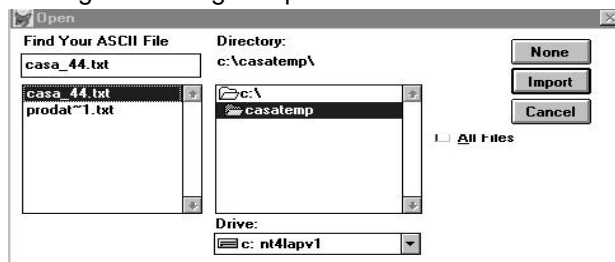 Open
Find Your ASCII File
casa_44.txt
casa_44.txt
prodat~1.txt
Directory:
c:\casatemp\
c:\
casatemp
Drive:
c: nt4lapv1
None
Import
Cancel
All Files